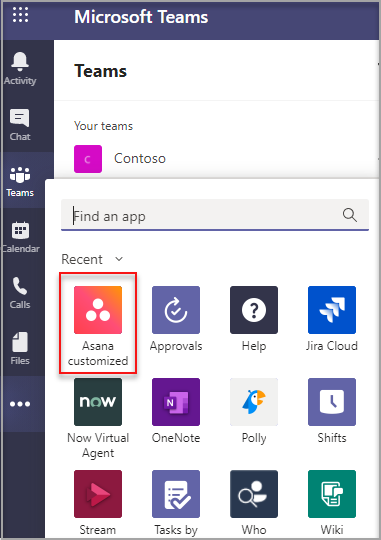 Microsoft Teams
Activity
Chat
Teams
Calendar
Calls
Files
Teams
Your teams
c
Contoso
Find an app
Recent
Asana
customized
Approvals
Help
Jira Cloud
now
Now Virtual
Agent
N
OneNote
Polly
Shifts
Stream
Tasks by
Who
Wiki